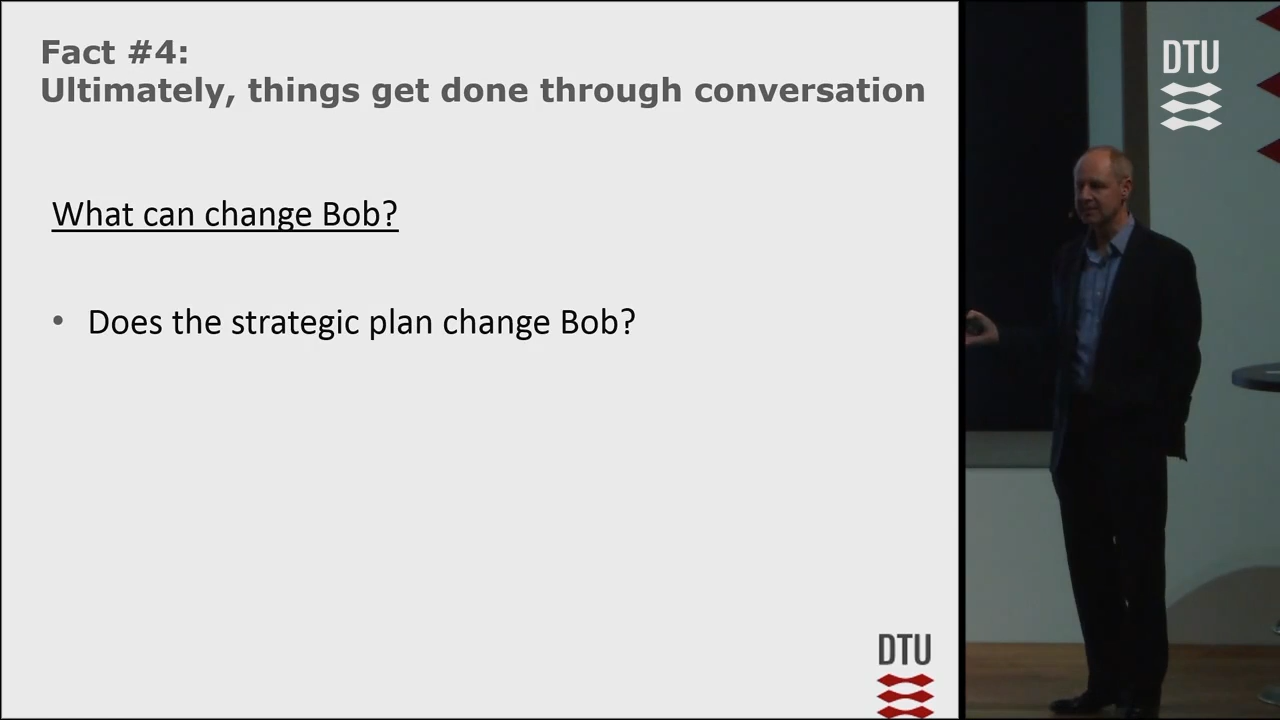 Fact #4:
Ultimately, things get done through conversation
What can change Bob?
• Does the strategic plan change Bob?
DTU
DTU